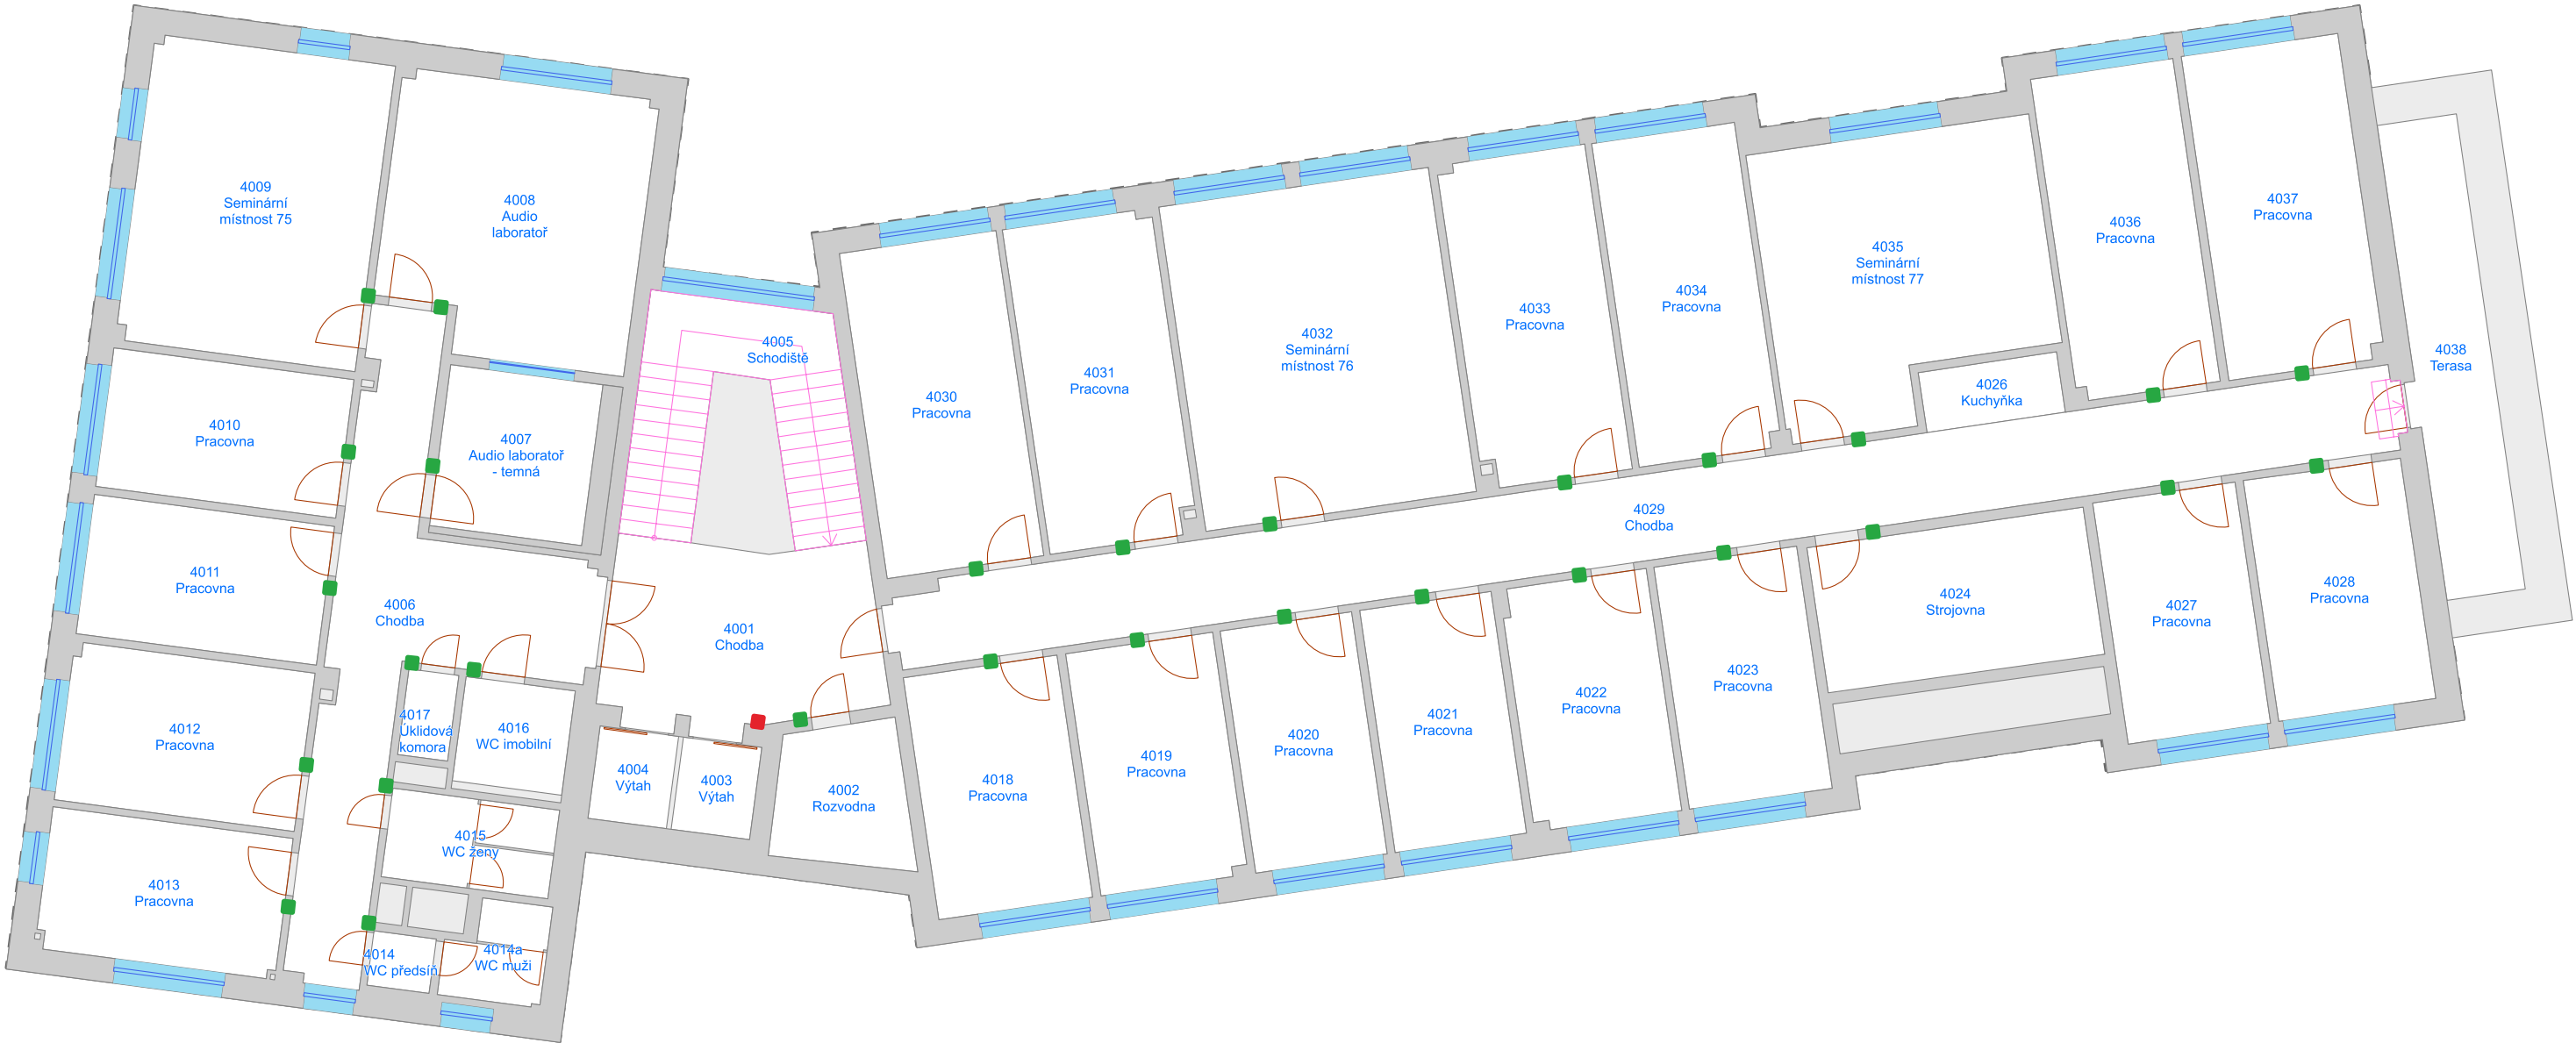 4009
Seminární
místnost 75
4008
Audio
laboratoř
4010
Pracovna
4007
Audio laboratoř
- temná
4011
Pracovna
4006
Chodba
4012
Pracovna
4017
Úklidová
komora
4016
WC imobilní
4015
WC ženy
4013
Pracovna
4014
WC předsíň
4014a
WC muži
4005
Schodiště
4001
Chodba
4004
Výtah
4003
Výtah
4002
Rozvodna
4030
Pracovna
4031
Pracovna
4032
Seminární
místnost 76
4033
Pracovna
4034
Pracovna
4035
Seminární
místnost 77
4036
Pracovna
4037
Pracovna
4026
Kuchyňka
4038
Terasa
4029
Chodba
4018
Pracovna
4019
Pracovna
4020
Pracovna
4021
Pracovna
4022
Pracovna
4023
Pracovna
4024
Strojovna
4027
Pracovna
4028
Pracovna